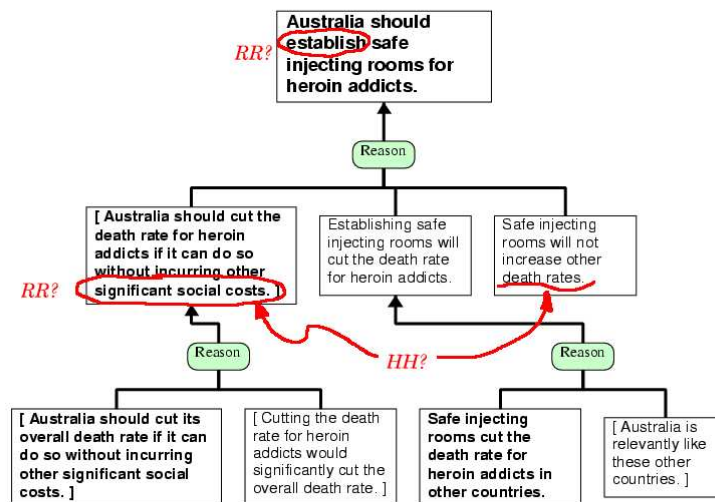 Australia should
establish safe
injecting rooms for
heroin addicts.
RR?
Reason
[ Australia should cut the
death rate for heroin
addicts if it can do so
without incurring other
significant social costs. ]
RR?
Establishing safe
injecting rooms will
cut the death rate
for heroin addicts.
Safe injecting
rooms will not
increase other
death rates.
HH?
Reason
Reason
[ Australia should cut its
overall death rate if it can
do so without incurring
other significant social
costs. ]
[ Cutting the death
rate for heroin
addicts would
significantly cut the
overall death rate. ]
Safe injecting
rooms cut the
death rate for
heroin addicts in
other countries.
[ Australia is
relevantly like
these other
countries. ]